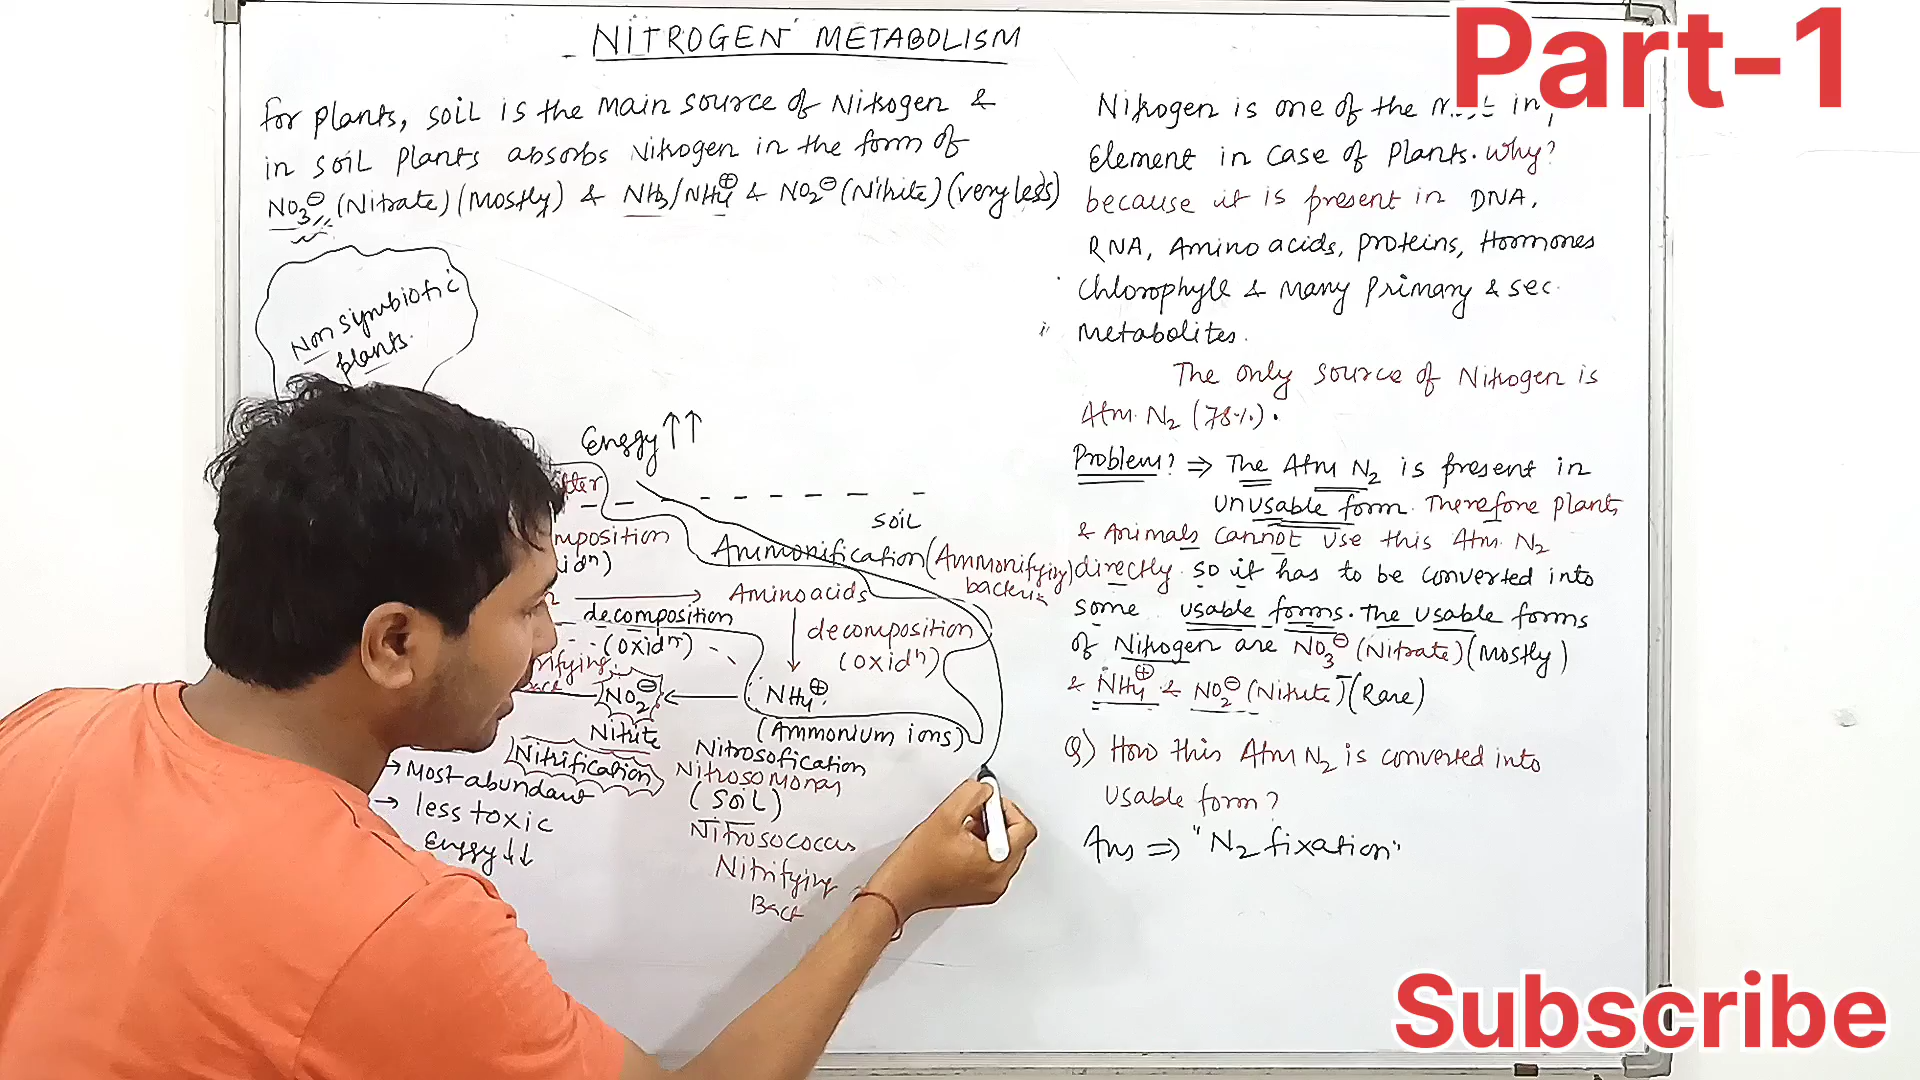 NITROGEN METABOLISM
Part-1
For plants, soil is the main source of Nitrogen &
in soil plants absorbs Nitrogen in the form of
NO3⊖ (Nitrate) (Mostly) & NH3/NH4⊕ & NO2⊖ (Nitrite) (very less)
Non symbiotic
plants.
Energy ↑↑
soil
Ammonification (Ammonifying
bacteria)
→ Amino acids
decomposition
(oxidn)
↓ decomposition
(oxidn)
NO2⊖ ← NH4⊕
Nitrite
(Ammonium ions)
Nitrification
Nitrosofication
Nitrosomonas
(soil)
Nitrosococcus
Nitrifying
Bact
→ Most abundant
→ less toxic
Energy ↓↓
Nitrogen is one of the
Element in case of plants. Why?
because it is present in DNA,
RNA, Amino acids, proteins, Hormones
Chlorophyll & Many Primary & sec.
Metabolites.
The only source of Nitrogen is
Atm. N2 (78%).
Problem? ⇒ The Atm N2 is present in
unusable form. Therefore plants
& Animals cannot use this Atm. N2
directly. so it has to be converted into
some usable forms. The usable forms
of Nitrogen are NO3⊖ (Nitrate) (Mostly)
& NH4⊕ & NO2⊖ (Nitrite) (Rare)
Q) How this Atm N2 is converted into
usable form?
Ans ⇒ "N2 fixation"
Subscribe